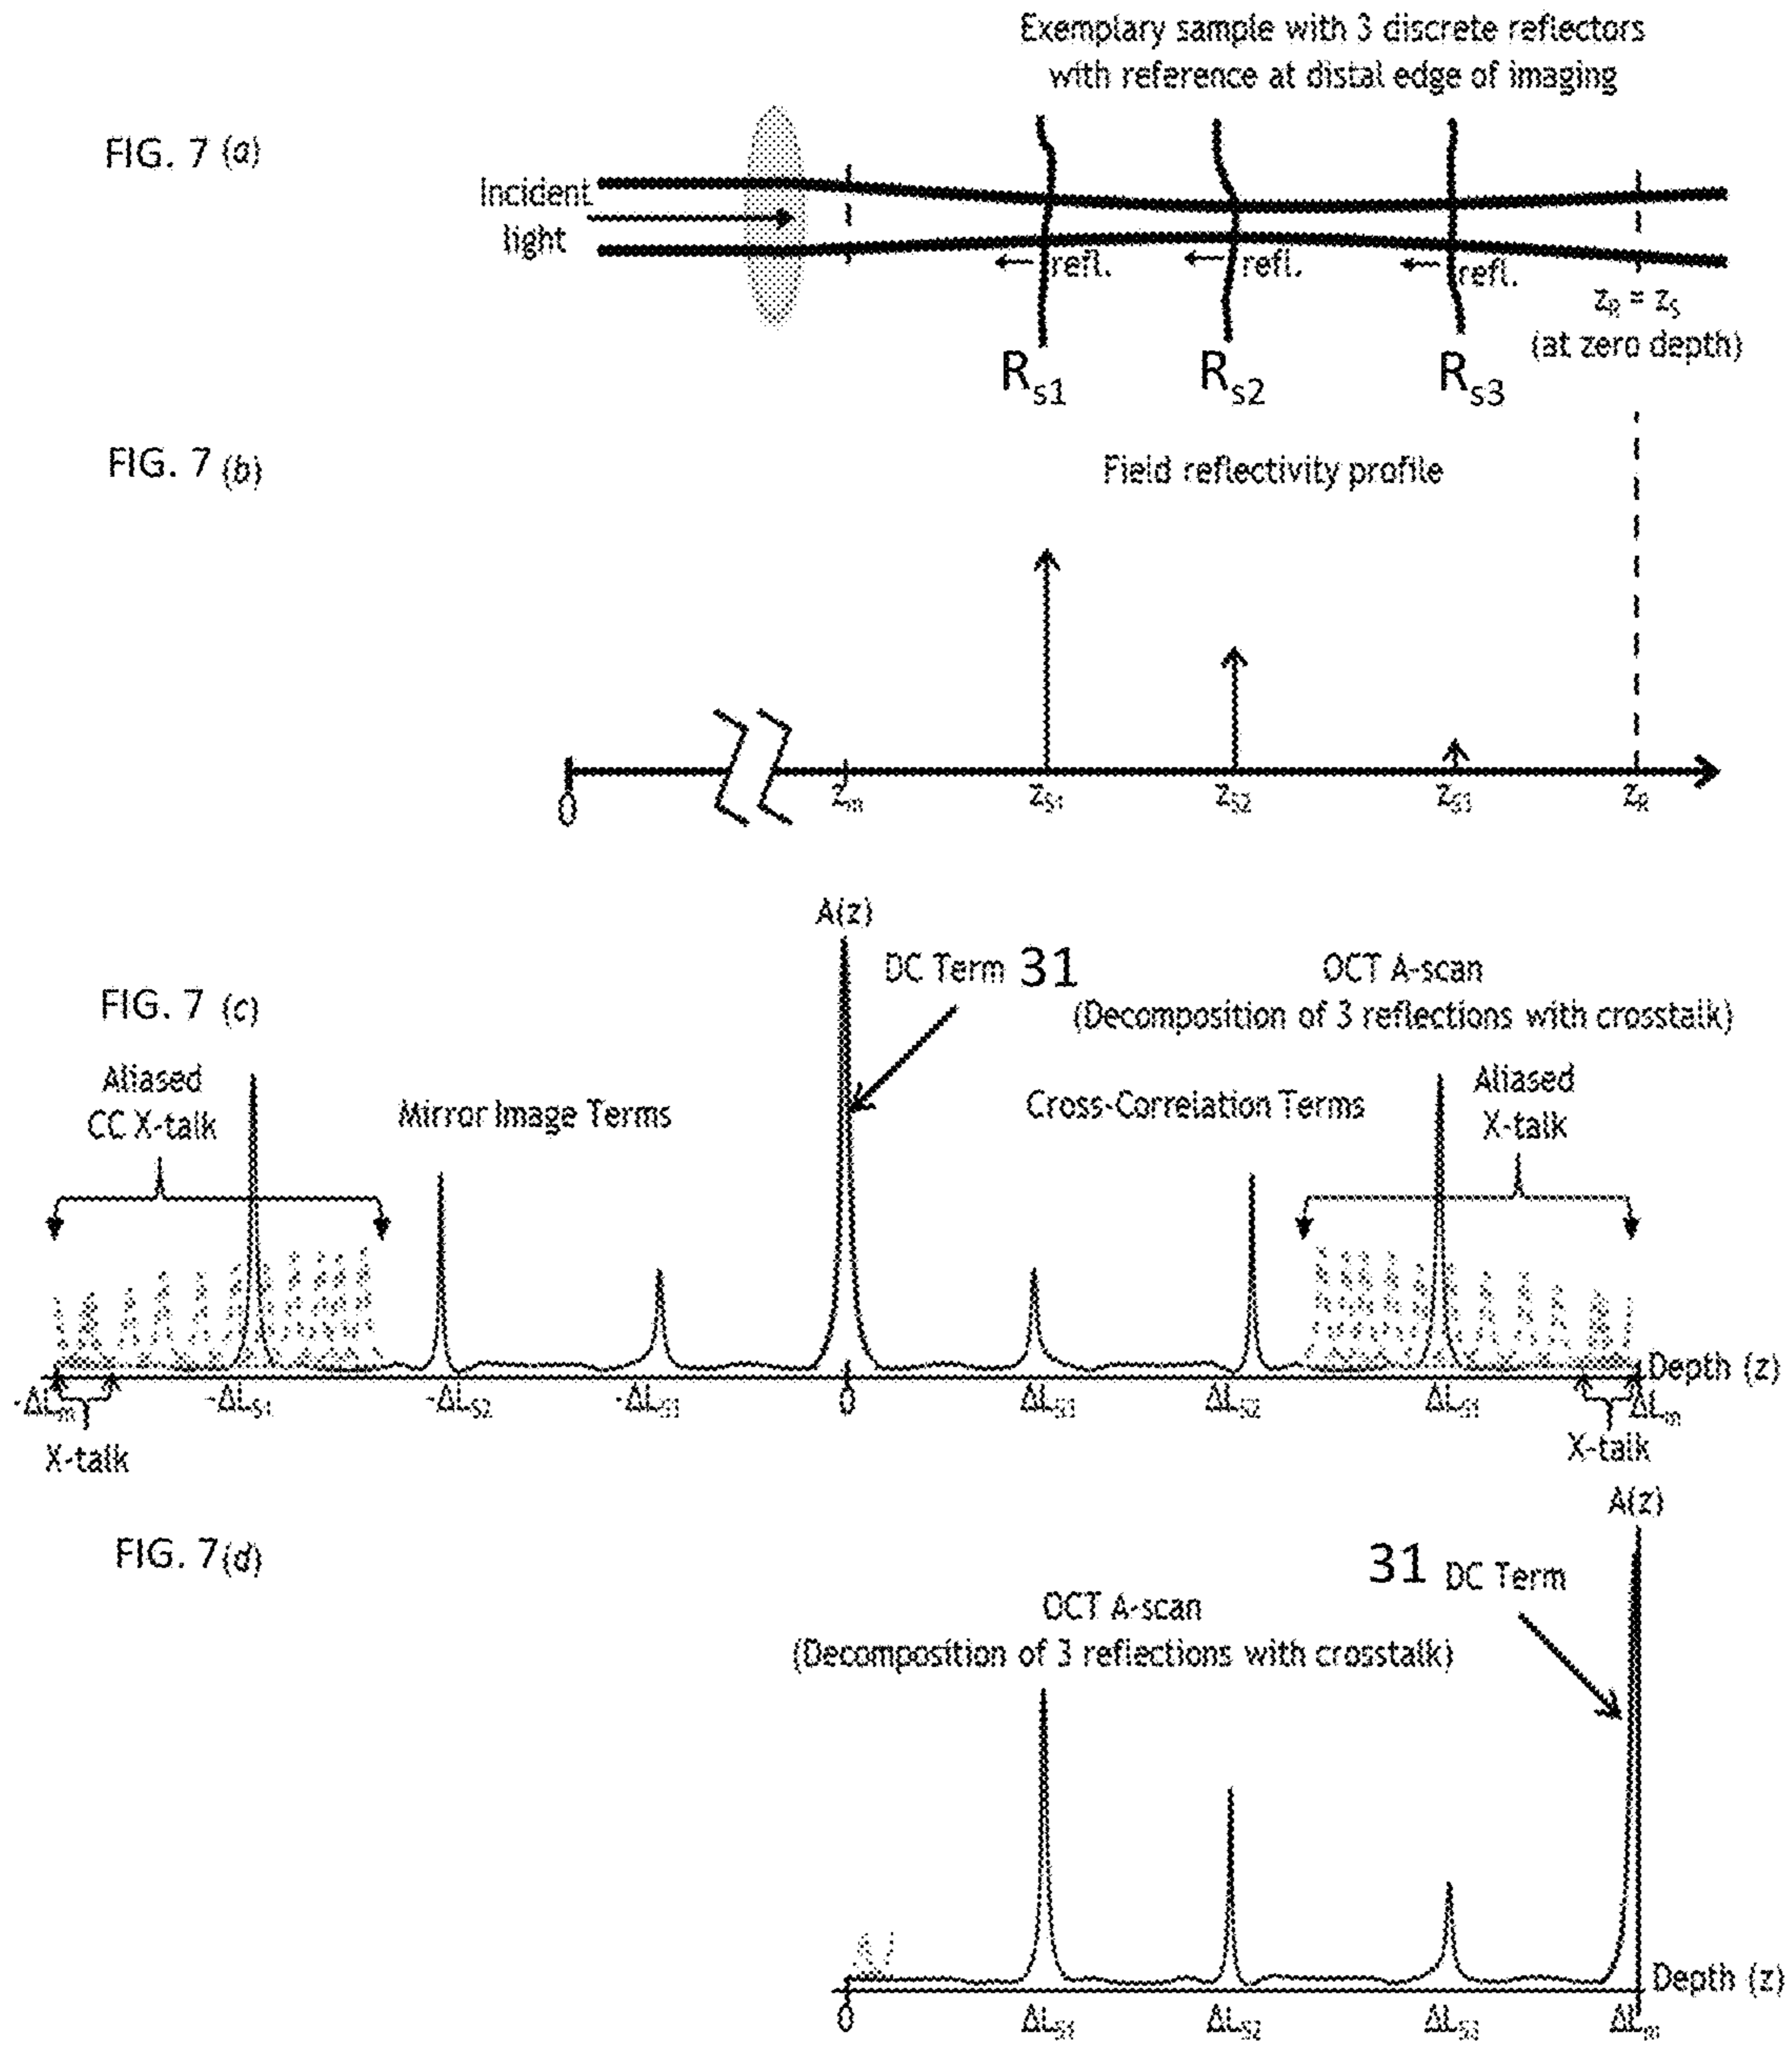 Exemplary sample with 3 discrete reflectors
with reference at distal edge of imaging
FIG. 7 (a)
Incident
light
refl.
refl.
refl.
z_R = z_S
(at zero depth)
R_s1
R_s2
R_s3
FIG. 7 (b)
Field reflectivity profile
0
z_m
z_S1
z_S2
z_R
A(z)
DC Term 31
OCT A-scan
(Decomposition of 3 reflections with crosstalk)
FIG. 7 (c)
Aliased
CC X-talk
Mirror Image Terms
Cross-Correlation Terms
Aliased
X-talk
Depth (z)
-ΔL_m
-ΔL_S1
-ΔL_S2
0
ΔL_S2
ΔL_S1
ΔL_m
X-talk
X-talk
A(z)
FIG. 7(d)
31 DC Term
OCT A-scan
(Decomposition of 3 reflections with crosstalk)
Depth (z)
0
ΔL_S1
ΔL_S2
ΔL_S3
ΔL_m